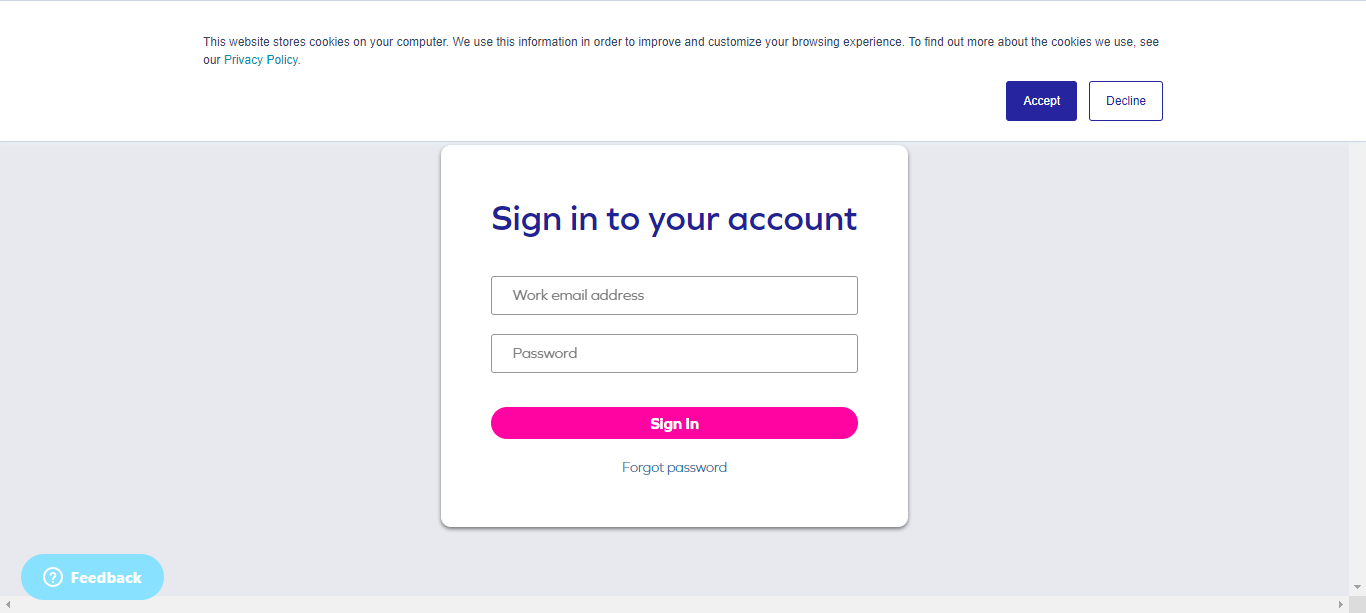 This website stores cookies on your computer. We use this information in order to improve and customize your browsing experience. To find out more about the cookies we use, see
our Privacy Policy.
Accept
Decline
Sign in to your account
Work email address
Password
Sign In
Forgot password
? Feedback